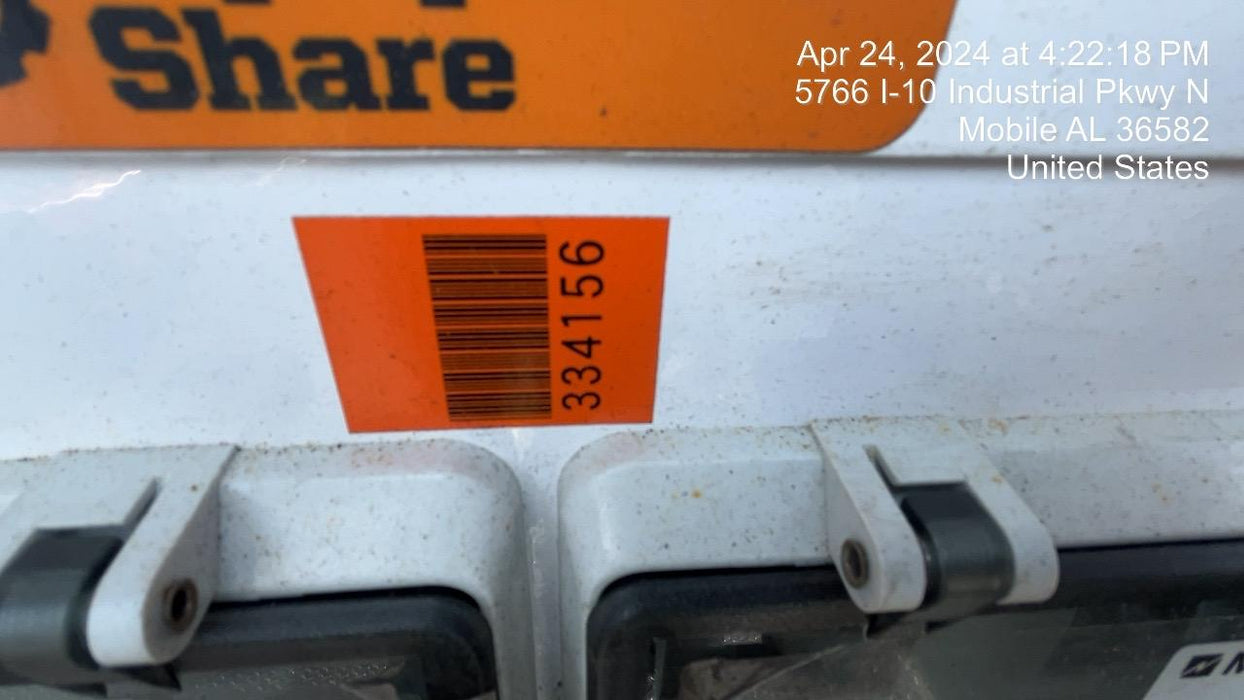 Share
Apr 24, 2024 at 4:22:18 PM
5766 I-10 Industrial Pkwy N
Mobile AL 36582
United States
334156